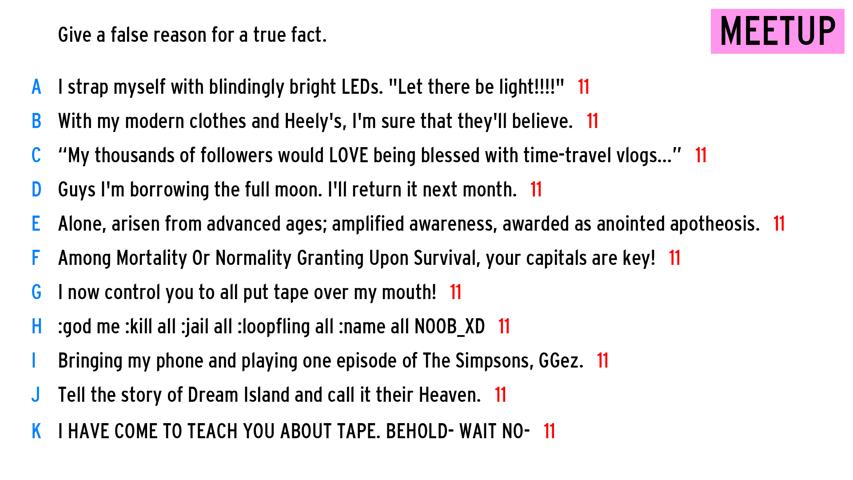 Give a false reason for a true fact.
MEETUP
A I strap myself with blindingly bright LEDs. "Let there be light!!!!" 11
B With my modern clothes and Heely's, I'm sure that they'll believe. 11
C “My thousands of followers would LOVE being blessed with time-travel vlogs...” 11
D Guys I'm borrowing the full moon. I'll return it next month. 11
E Alone, arisen from advanced ages; amplified awareness, awarded as anointed apotheosis. 11
F Among Mortality Or Normality Granting Upon Survival, your capitals are key! 11
G I now control you to all put tape over my mouth! 11
H :god me :kill all :jail all :loopfling all :name all N00B_XD 11
I Bringing my phone and playing one episode of The Simpsons, GGez. 11
J Tell the story of Dream Island and call it their Heaven. 11
K I HAVE COME TO TEACH YOU ABOUT TAPE. BEHOLD- WAIT NO- 11